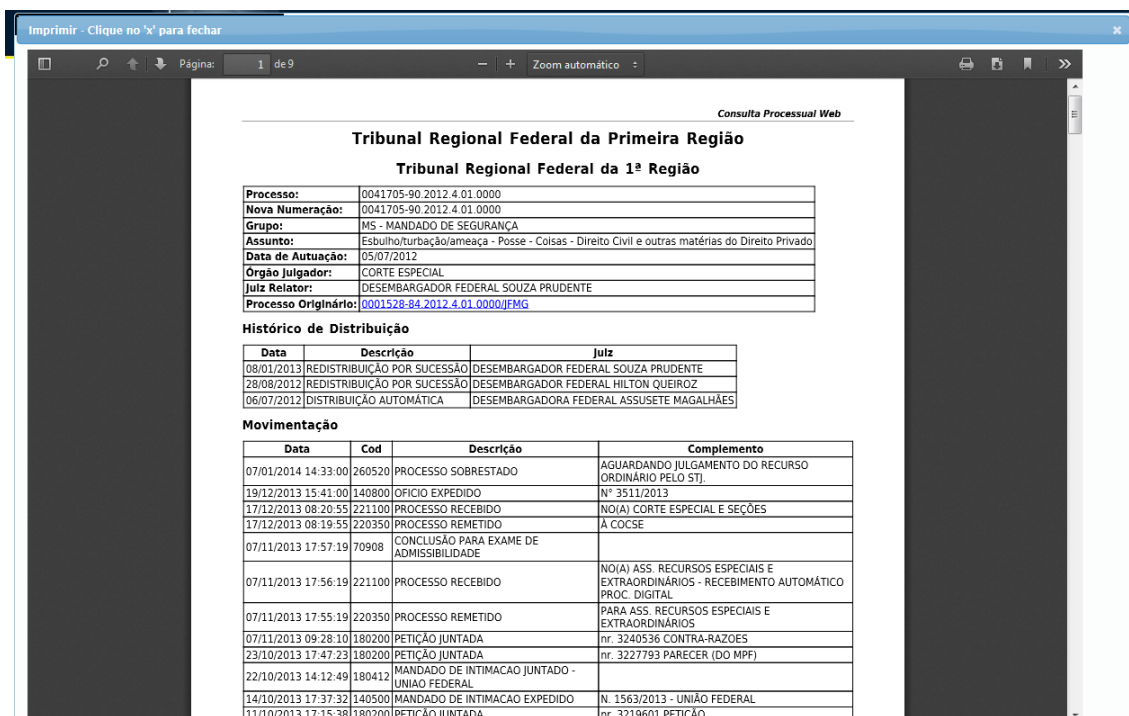 Imprimir - Clique no 'x' para fechar
Página: 1 de 9 Zoom automático
Consulta Processual Web
Tribunal Regional Federal da Primeira Região
Tribunal Regional Federal da 1ª Região
Processo: 0041705-90.2012.4.01.0000
Nova Numeração: 0041705-90.2012.4.01.0000
Grupo: MS - MANDADO DE SEGURANÇA
Assunto: Esbulho/turbação/ameaça - Posse - Coisas - Direito Civil e outras matérias do Direito Privado
Data de Autuação: 05/07/2012
Órgão Julgador: CORTE ESPECIAL
Juiz Relator: DESEMBARGADOR FEDERAL SOUZA PRUDENTE
Processo Originário: 0001528-84.2012.4.01.0000/JFMG
Histórico de Distribuição
Data Descrição Juiz
08/01/2013 REDISTRIBUIÇÃO POR SUCESSÃO DESEMBARGADOR FEDERAL SOUZA PRUDENTE
28/08/2012 REDISTRIBUIÇÃO POR SUCESSÃO DESEMBARGADOR FEDERAL HILTON QUEIROZ
06/07/2012 DISTRIBUIÇÃO AUTOMÁTICA DESEMBARGADORA FEDERAL ASSUSETE MAGALHÃES
Movimentação
Data Cod Descrição Complemento
07/01/2014 14:33:00 260520 PROCESSO SOBRESTADO AGUARDANDO JULGAMENTO DO RECURSO
ORDINÁRIO PELO STJ.
19/12/2013 15:41:00 140800 OFICIO EXPEDIDO N° 3511/2013
17/12/2013 08:20:55 221100 PROCESSO RECEBIDO NO(A) CORTE ESPECIAL E SEÇÕES
17/12/2013 08:19:55 220350 PROCESSO REMETIDO À COCSE
07/11/2013 17:57:19 70908 CONCLUSÃO PARA EXAME DE
ADMISSIBILIDADE
07/11/2013 17:56:19 221100 PROCESSO RECEBIDO NO(A) ASS. RECURSOS ESPECIAIS E
EXTRAORDINÁRIOS - RECEBIMENTO AUTOMÁTICO
PROC. DIGITAL
07/11/2013 17:55:19 220350 PROCESSO REMETIDO PARA ASS. RECURSOS ESPECIAIS E
EXTRAORDINÁRIOS
07/11/2013 09:28:10 180200 PETIÇÃO JUNTADA nr. 3240536 CONTRA-RAZOES
23/10/2013 17:47:23 180200 PETIÇÃO JUNTADA nr. 3227793 PARECER (DO MPF)
22/10/2013 14:12:49 180412 MANDADO DE INTIMACAO JUNTADO -
UNIAO FEDERAL
14/10/2013 17:37:32 140500 MANDADO DE INTIMACAO EXPEDIDO N. 1563/2013 - UNIÃO FEDERAL
11/10/2013 17:15:38 180200 PETIÇÃO JUNTADA nr. 3219601 PETIÇÃO